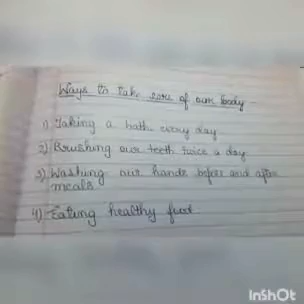 Ways to take care of our body
1) Taking a bath every day
2) Brushing our teeth twice a day
3) Washing our hands before and after
meals
4) Eating healthy food
InShOt